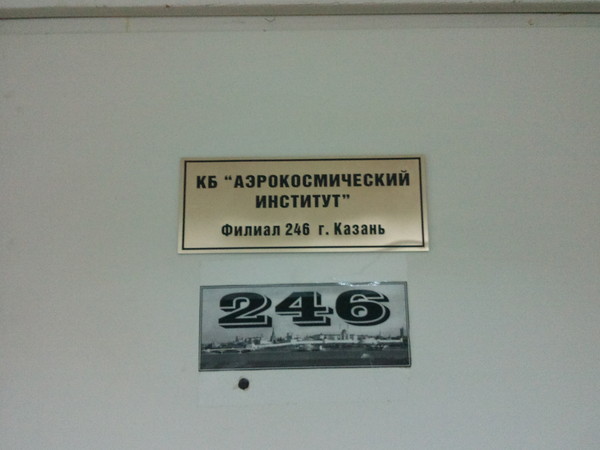 КБ "АЭРОКОСМИЧЕСКИЙ
ИНСТИТУТ"
Филиал 246 г. Казань
246